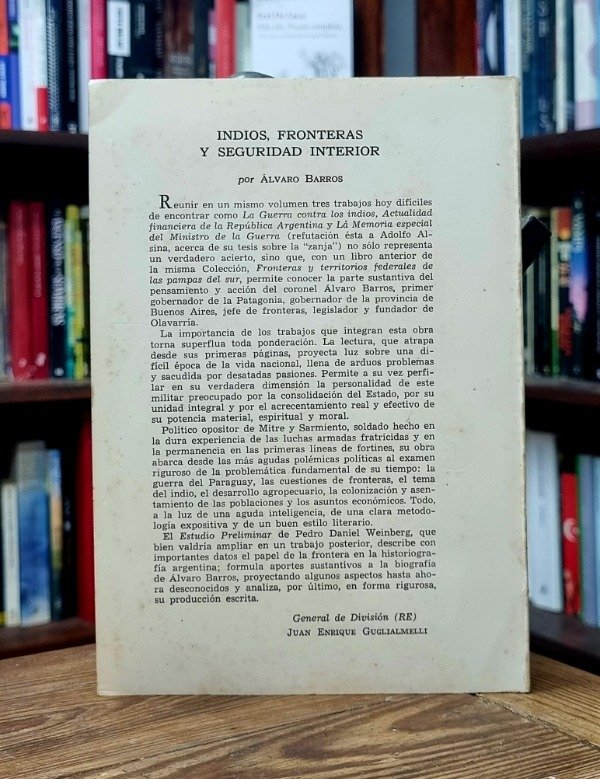 INDIOS, FRONTERAS
Y SEGURIDAD INTERIOR
por ÁLVARO BARROS
Reunir en un mismo volumen tres trabajos hoy difíciles
de encontrar como La Guerra contra los indios, Actualidad
financiera de la República Argentina y La Memoria especial
del Ministro de la Guerra (refutación ésta a Adolfo Al-
sina, acerca de su tesis sobre la "zanja") no sólo representa
un verdadero acierto, sino que, con un libro anterior de
la misma Colección, Fronteras y territorios federales de
las pampas del sur, permite conocer la parte sustantiva del
pensamiento y acción del coronel Álvaro Barros, primer
gobernador de la Patagonia, gobernador de la provincia de
Buenos Aires, jefe de fronteras, legislador y fundador de
Olavarría.
La importancia de los trabajos que integran esta obra
torna superflua toda ponderación. La lectura, que atrapa
desde sus primeras páginas, proyecta luz sobre una di-
fícil época de la vida nacional, llena de arduos problemas
y sacudida por desatadas pasiones. Permite a su vez perfi-
lar en su verdadera dimensión la personalidad de este
militar preocupado por la consolidación del Estado, por su
unidad integral y por el acrecentamiento real y efectivo de
su potencia material, espiritual y moral.
Político opositor de Mitre y Sarmiento, soldado hecho en
la dura experiencia de las luchas armadas fratricidas y en
la permanencia en las primeras líneas de fortines, su obra
abarca desde las más agudas polémicas políticas al examen
riguroso de la problemática fundamental de su tiempo: la
guerra del Paraguay, las cuestiones de fronteras, el tema
del indio, el desarrollo agropecuario, la colonización y asen-
tamiento de las poblaciones y los asuntos económicos. Todo,
a la luz de una aguda inteligencia, de una clara metodo-
logía expositiva y de un buen estilo literario.
El Estudio Preliminar de Pedro Daniel Weinberg, que
bien valdría ampliar en un trabajo posterior, describe con
importantes datos el papel de la frontera en la historiogra-
fía argentina; formula aportes sustantivos a la biografía
de Álvaro Barros, proyectando algunos aspectos hasta aho-
ra desconocidos y analiza, por último, en forma rigurosa,
su producción escrita.
General de División (RE)
JUAN ENRIQUE GUGLIALMELLI